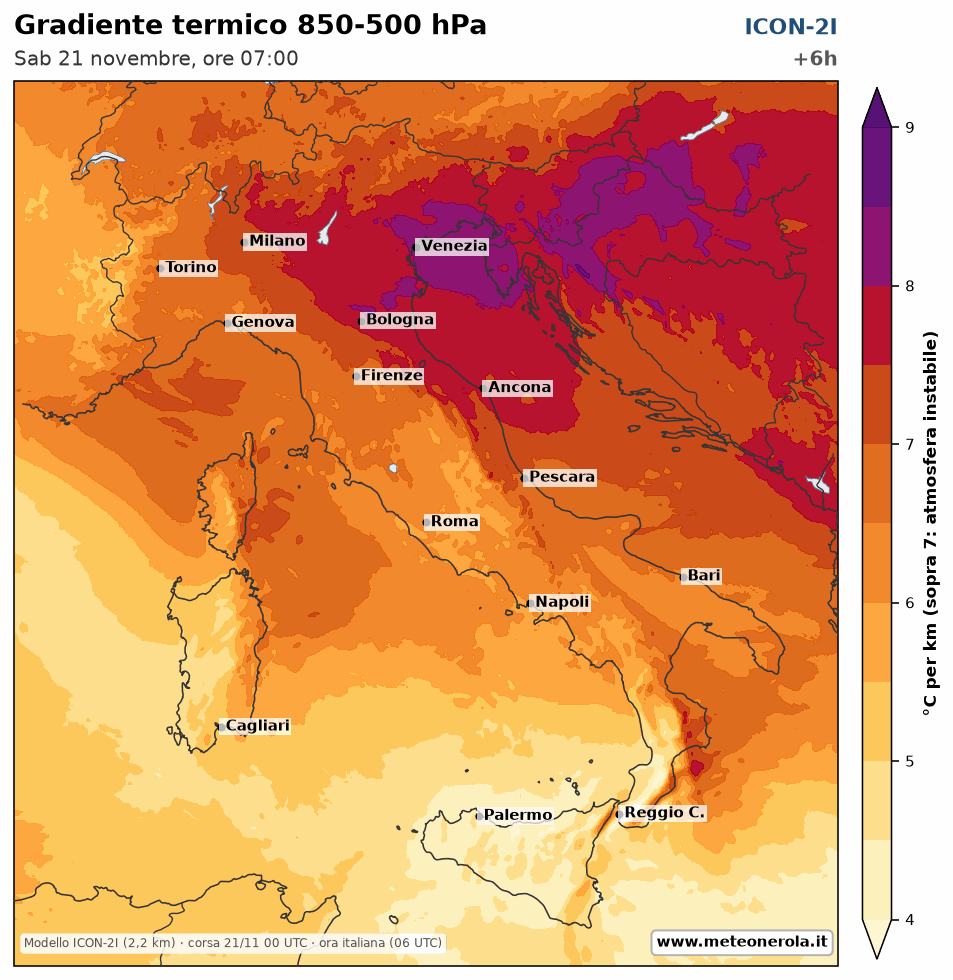 Gradiente termico 850-500 hPa
ICON-2I
Sab 21 novembre, ore 07:00
+6h
Milano
Venezia
Torino
Genova
Bologna
Firenze
Ancona
Pescara
Roma
Bari
Napoli
Cagliari
Palermo
Reggio C.
9
8
7
6
5
4
°C per km (sopra 7: atmosfera instabile)
Modello ICON-2I (2,2 km) · corsa 21/11 00 UTC · ora italiana (06 UTC)
www.meteonerola.it